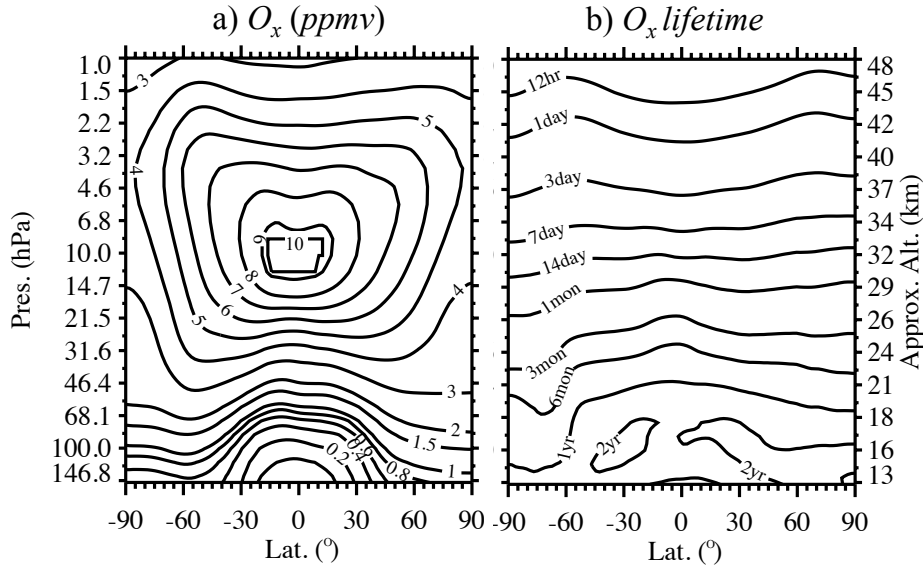 a) Oₓ (ppmv)
b) Oₓ lifetime
Pres. (hPa)
1.0
1.5
2.2
3.2
4.6
6.8
10.0
14.7
21.5
31.6
46.4
68.1
100.0
146.8
3
4
5
9
10
8
7
6
5
4
3
2
1.5
1
0.8
0.6
0.4
0.2
-90 -60 -30 0 30 60 90
Lat. (°)
12hr
1day
3day
7day
14day
1mon
3mon
6mon
1yr
2yr
2yr
-90 -60 -30 0 30 60 90
Lat. (°)
48
45
42
40
37
34
32
29
26
24
21
18
16
13
Approx. Alt. (km)